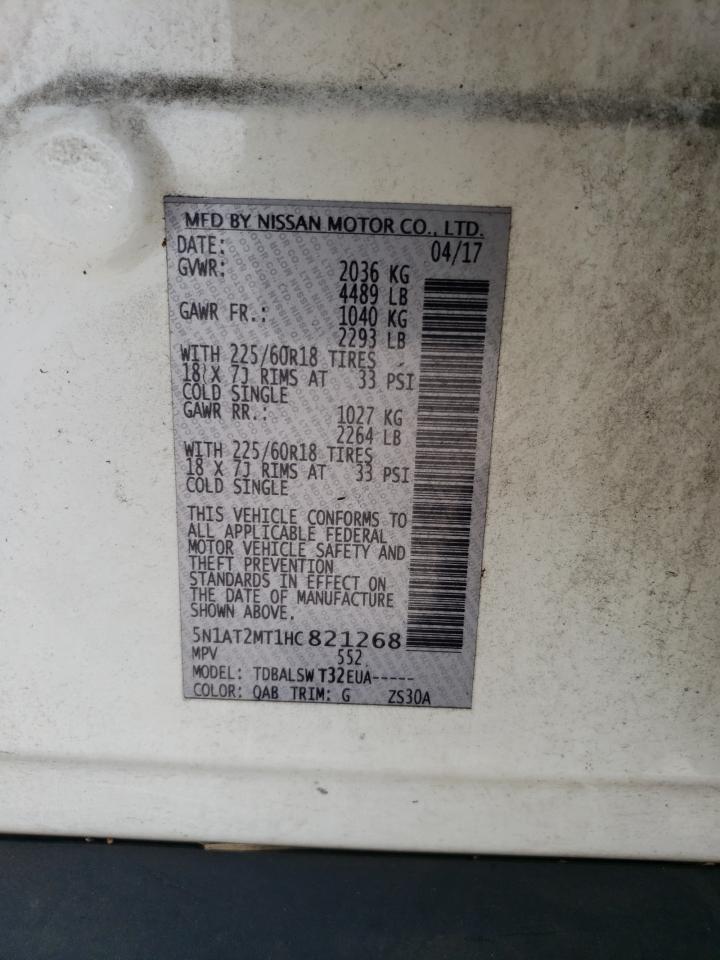 MFD BY NISSAN MOTOR CO., LTD.
DATE: 04/17
GVWR: 2036 KG
4489 LB
GAWR FR.: 1040 KG
2293 LB
WITH 225/60R18 TIRES
18 X 7J RIMS AT 33 PSI
COLD SINGLE
GAWR RR.: 1027 KG
2264 LB
WITH 225/60R18 TIRES
18 X 7J RIMS AT 33 PSI
COLD SINGLE
THIS VEHICLE CONFORMS TO
ALL APPLICABLE FEDERAL
MOTOR VEHICLE SAFETY AND
THEFT PREVENTION
STANDARDS IN EFFECT ON
THE DATE OF MANUFACTURE
SHOWN ABOVE.
5N1AT2MT1HC821268
MPV 552
MODEL: TDBALSW T32EUA-----
COLOR: QAB TRIM: G ZS30A